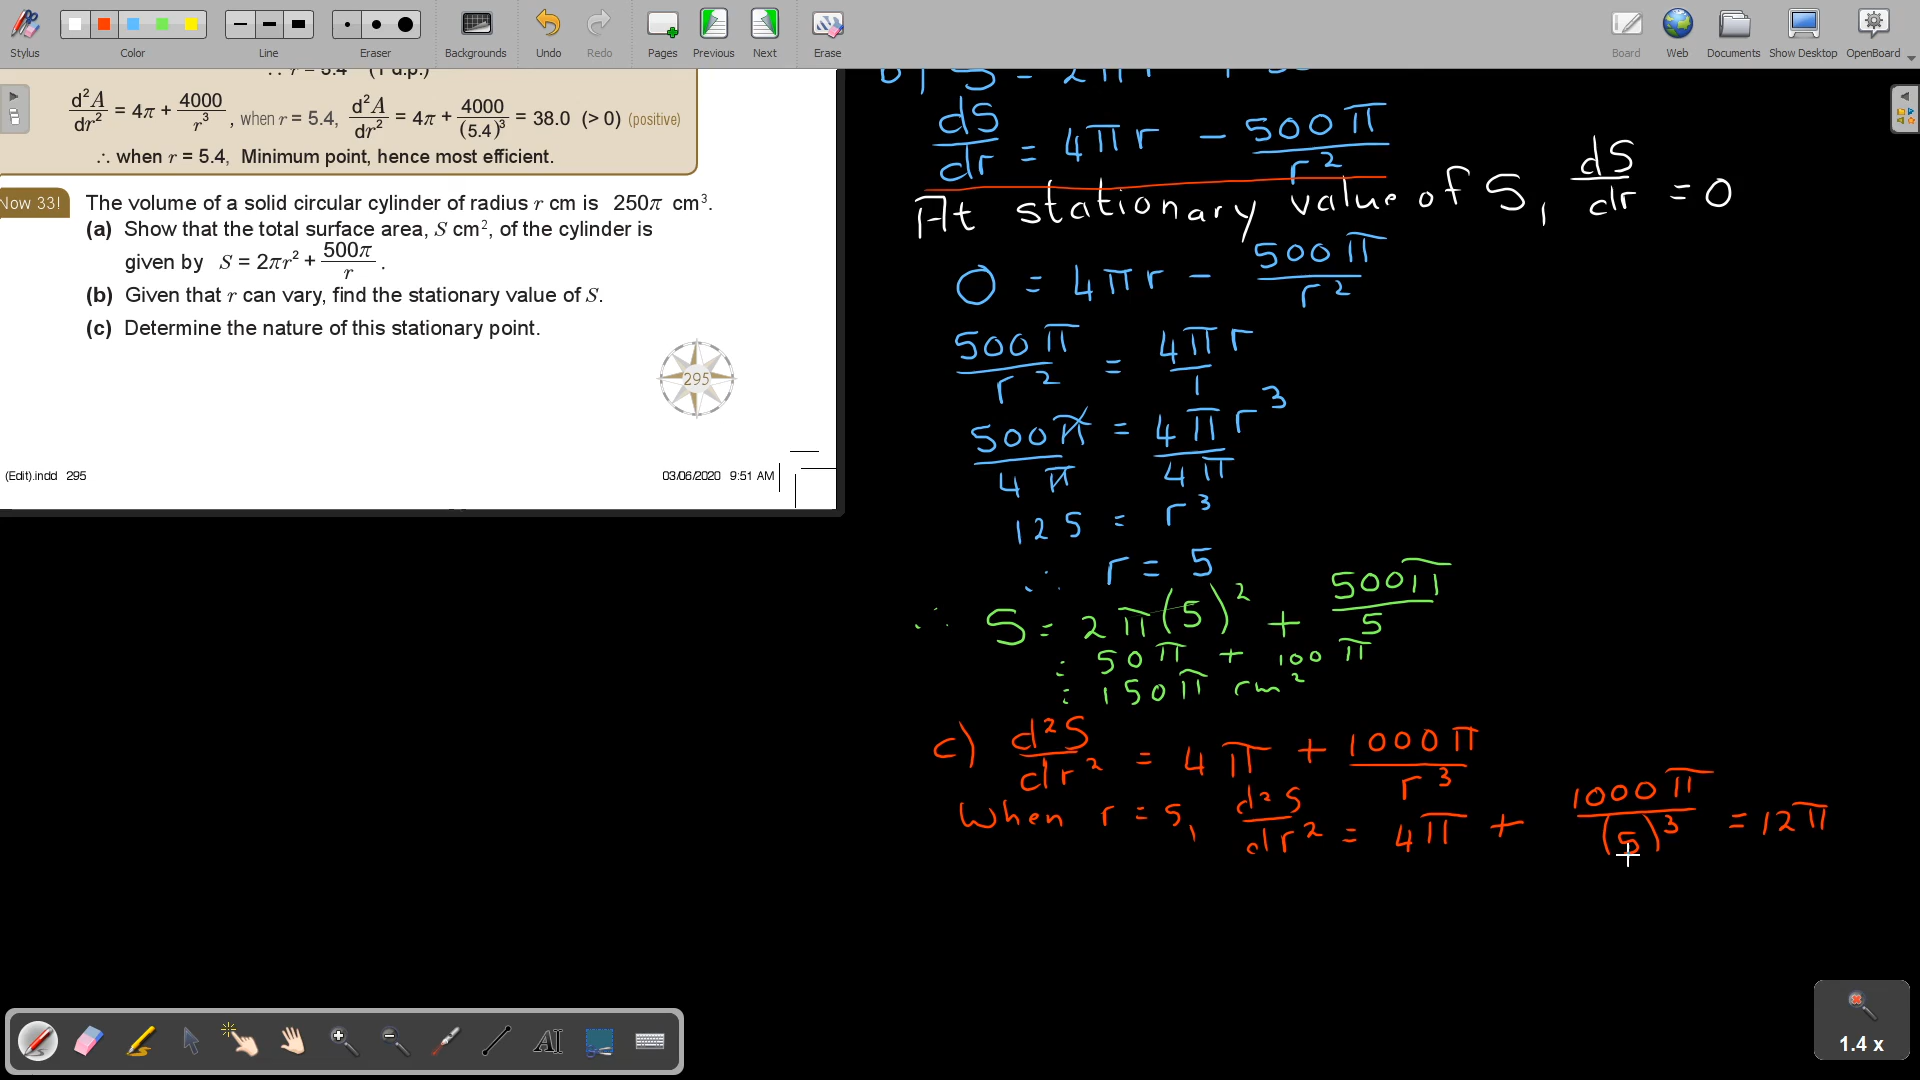 Stylus Color Line Eraser Backgrounds Undo Redo Pages Previous Next Erase Board Web Documents Show Desktop OpenBoard
∴ r = 5.4 (1 d.p.)
d²A/dr² = 4π + 4000/r³, when r = 5.4, d²A/dr² = 4π + 4000/(5.4)³ = 38.0 (> 0) (positive)
∴ when r = 5.4, Minimum point, hence most efficient.
Now 33! The volume of a solid circular cylinder of radius r cm is 250π cm³.
(a) Show that the total surface area, S cm², of the cylinder is
given by S = 2πr² + 500π/r.
(b) Given that r can vary, find the stationary value of S.
(c) Determine the nature of this stationary point.
295
(Edit).indd 295
03/06/2020 9:51 AM
dS/dr = 4πr - 500π/r²
At stationary value of S, dS/dr = 0
0 = 4πr - 500π/r²
500π/r² = 4πr/1
500π/4π = 4πr³/4π
125 = r³
∴ r = 5
∴ S = 2π(5)² + 500π/5
= 50π + 100π
= 150π cm²
c) d²S/dr² = 4π + 1000π/r³
When r = 5, d²S/dr² = 4π + 1000π/(5)³ = 12π
1.4 x